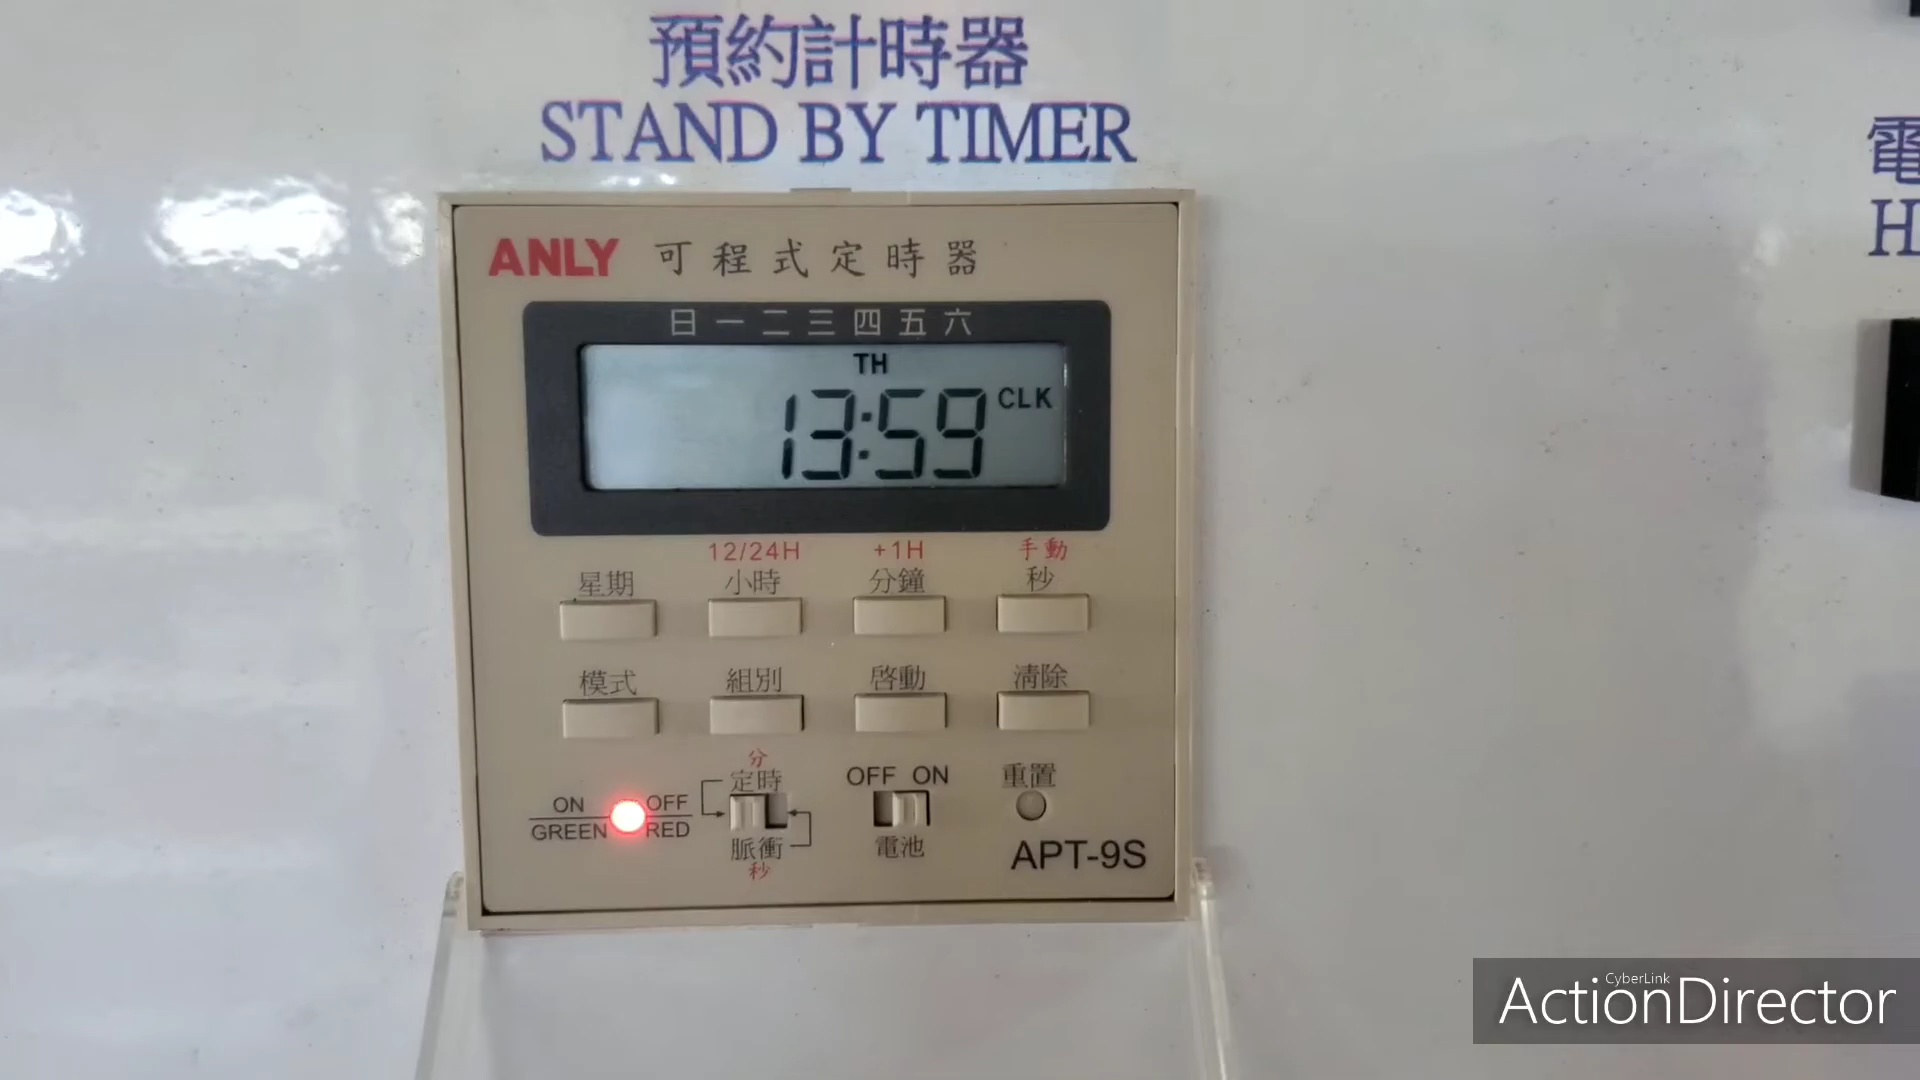 預約計時器
STAND BY TIMER
電
H
ANLY 可程式定時器
日 一 二 三 四 五 六
TH
13:59 CLK
12/24H +1H 手動
星期 小時 分鐘 秒
模式 組別 啓動 清除
分
定時 OFF ON 重置
ON OFF
GREEN RED
脈衝 電池
秒
APT-9S
CyberLink
ActionDirector